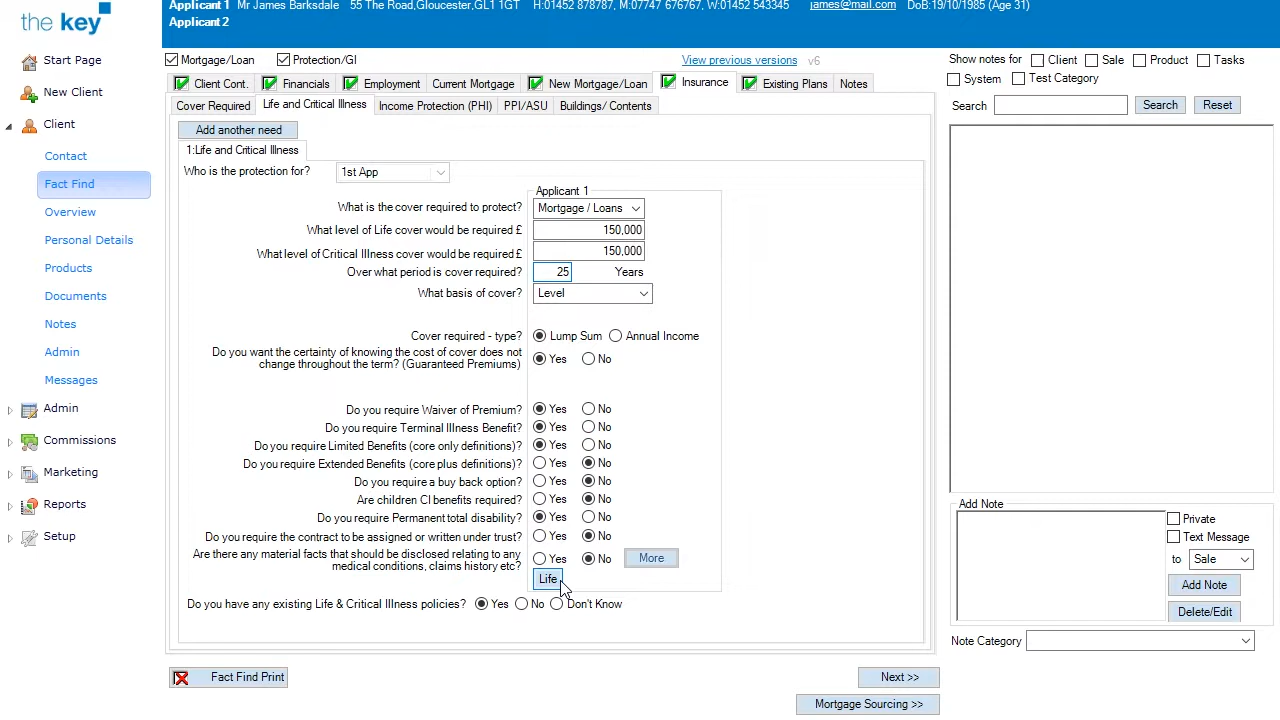 the key
Applicant 1 Mr James Barksdale 55 The Road,Gloucester,GL1 1GT H:01452 878787, M:07747 676767, W:01452 543345 james@mail.com DoB:19/10/1985 (Age 31)
Applicant 2
Start Page
New Client
Client
Contact
Fact Find
Overview
Personal Details
Products
Documents
Notes
Admin
Messages
Admin
Commissions
Marketing
Reports
Setup
Mortgage/Loan Protection/GI View previous versions v6
Client Cont. Financials Employment Current Mortgage New Mortgage/Loan Insurance Existing Plans Notes
Cover Required Life and Critical Illness Income Protection (PHI) PPI/ASU Buildings/ Contents
Add another need
1:Life and Critical Illness
Who is the protection for? 1st App
Applicant 1
What is the cover required to protect? Mortgage / Loans
What level of Life cover would be required £ 150,000
What level of Critical Illness cover would be required £ 150,000
Over what period is cover required? 25 Years
What basis of cover? Level
Cover required - type? Lump Sum Annual Income
Do you want the certainty of knowing the cost of cover does not
change throughout the term? (Guaranteed Premiums) Yes No
Do you require Waiver of Premium? Yes No
Do you require Terminal Illness Benefit? Yes No
Do you require Limited Benefits (core only definitions)? Yes No
Do you require Extended Benefits (core plus definitions)? Yes No
Do you require a buy back option? Yes No
Are children CI benefits required? Yes No
Do you require Permanent total disability? Yes No
Do you require the contract to be assigned or written under trust? Yes No
Are there any material facts that should be disclosed relating to any
medical conditions, claims history etc? Yes No More
Life
Do you have any existing Life & Critical Illness policies? Yes No Don't Know
Fact Find Print
Next >>
Mortgage Sourcing >>
Show notes for Client Sale Product Tasks
System Test Category
Search Search Reset
Add Note
Private
Text Message
to Sale
Add Note
Delete/Edit
Note Category